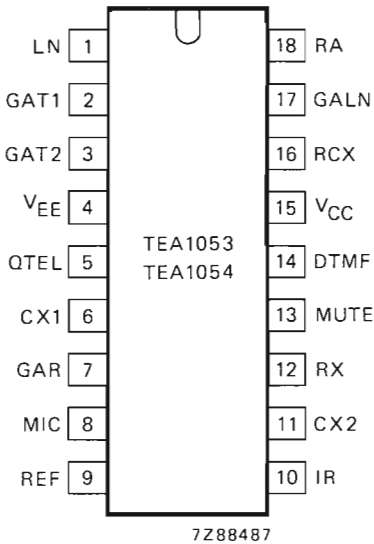 LN 1 18 RA
GAT1 2 17 GALN
GAT2 3 16 RCX
VEE 4 15 VCC
TEA1053
QTEL 5 TEA1054 14 DTMF
CX1 6 13 MUTE
GAR 7 12 RX
MIC 8 11 CX2
REF 9 10 IR
7Z88487